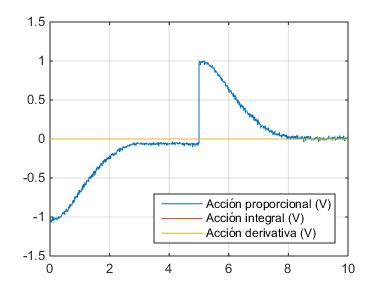 1.5
1
0.5
0
-0.5
-1
-1.5
0 2 4 6 8 10
Acción proporcional (V)
Acción integral (V)
Acción derivativa (V)